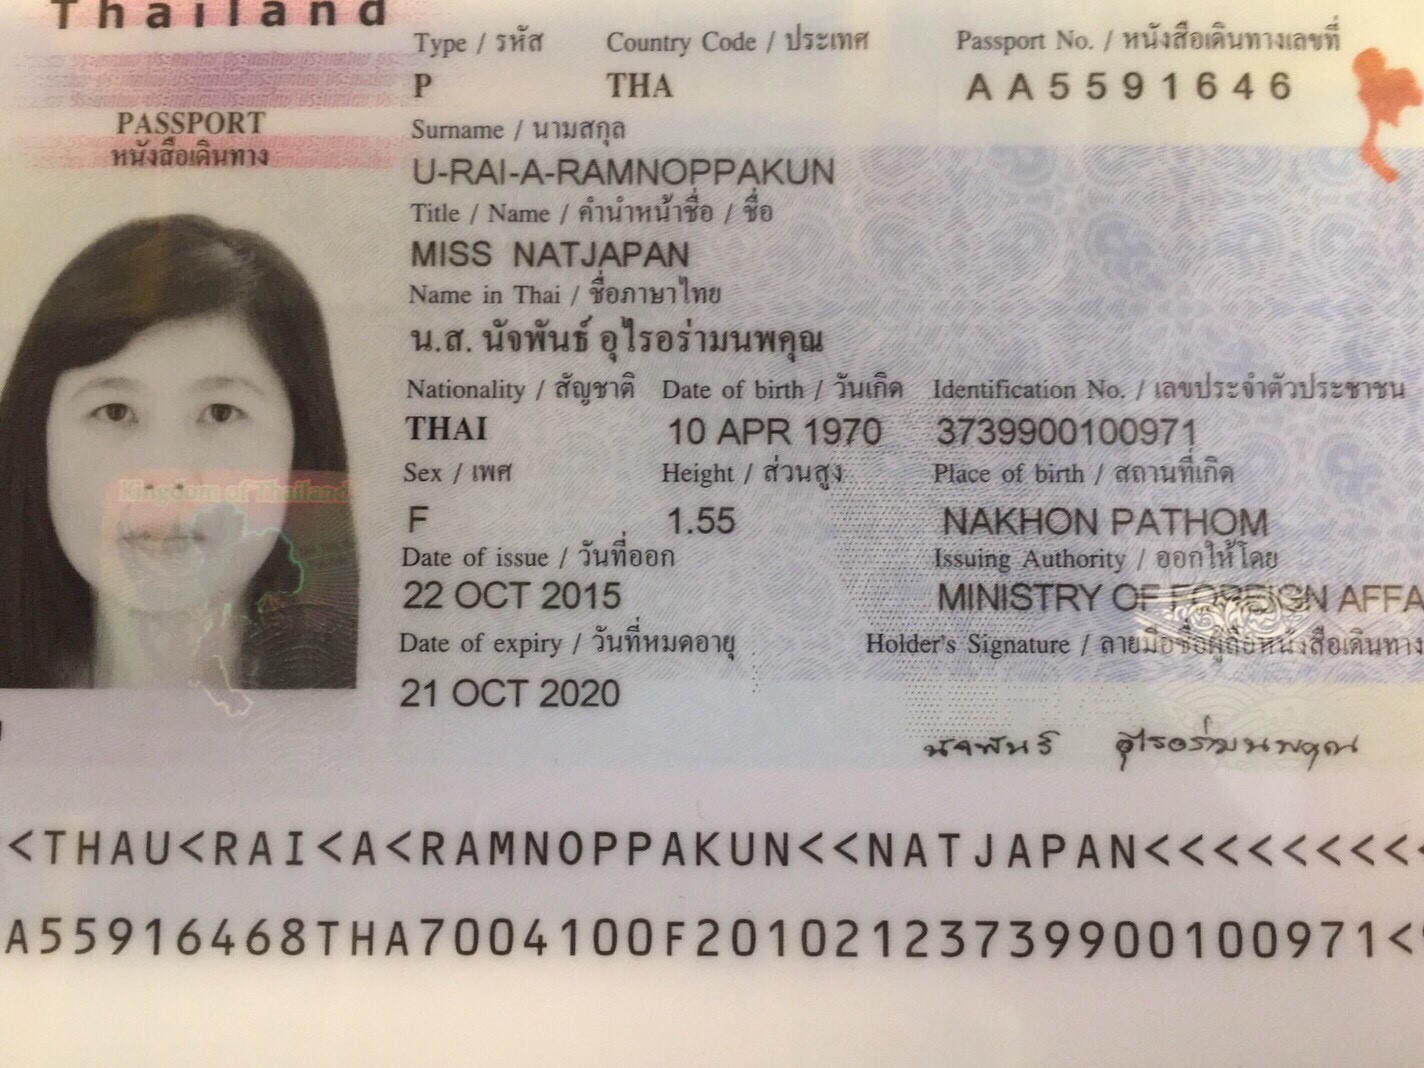 Thailand
Type / รหัส Country Code / ประเทศ Passport No. / หนังสือเดินทางเลขที่
P THA AA5591646
PASSPORT
หนังสือเดินทาง
Surname / นามสกุล
U-RAI-A-RAMNOPPAKUN
Title / Name / คำนำหน้าชื่อ / ชื่อ
MISS NATJAPAN
Name in Thai / ชื่อภาษาไทย
น.ส. นัจพันธ์ อุไรอร่ามนพคุณ
Nationality / สัญชาติ Date of birth / วันเกิด Identification No. / เลขประจำตัวประชาชน
THAI 10 APR 1970 3739900100971
Sex / เพศ Height / ส่วนสูง Place of birth / สถานที่เกิด
Kingdom of Thailand
F 1.55 NAKHON PATHOM
Date of issue / วันที่ออก Issuing Authority / ออกให้โดย
22 OCT 2015 MINISTRY OF FOREIGN AFFA
Date of expiry / วันที่หมดอายุ Holder's Signature / ลายมือชื่อผู้ถือหนังสือเดินทาง
21 OCT 2020
นัจพันธ์ อุไรอร่ามนพคุณ
<THAU<RAI<A<RAMNOPPAKUN<<NATJAPAN<<<<<<<<<
A55916468THA7004100F20102123739900100971<